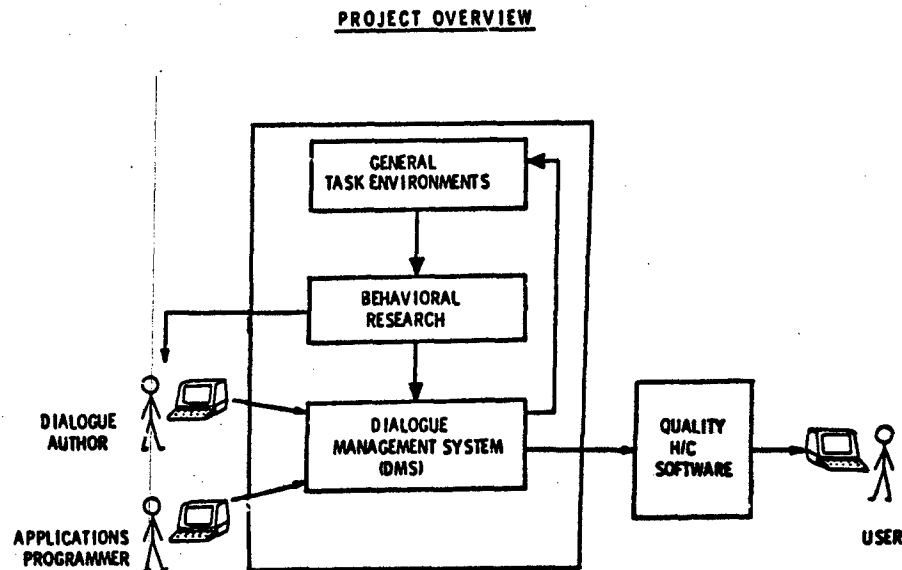 PROJECT OVERVIEW
GENERAL
TASK ENVIRONMENTS
BEHAVIORAL
RESEARCH
DIALOGUE
AUTHOR
DIALOGUE
MANAGEMENT SYSTEM
(DMS)
QUALITY
H/C
SOFTWARE
APPLICATIONS
PROGRAMMER
USER